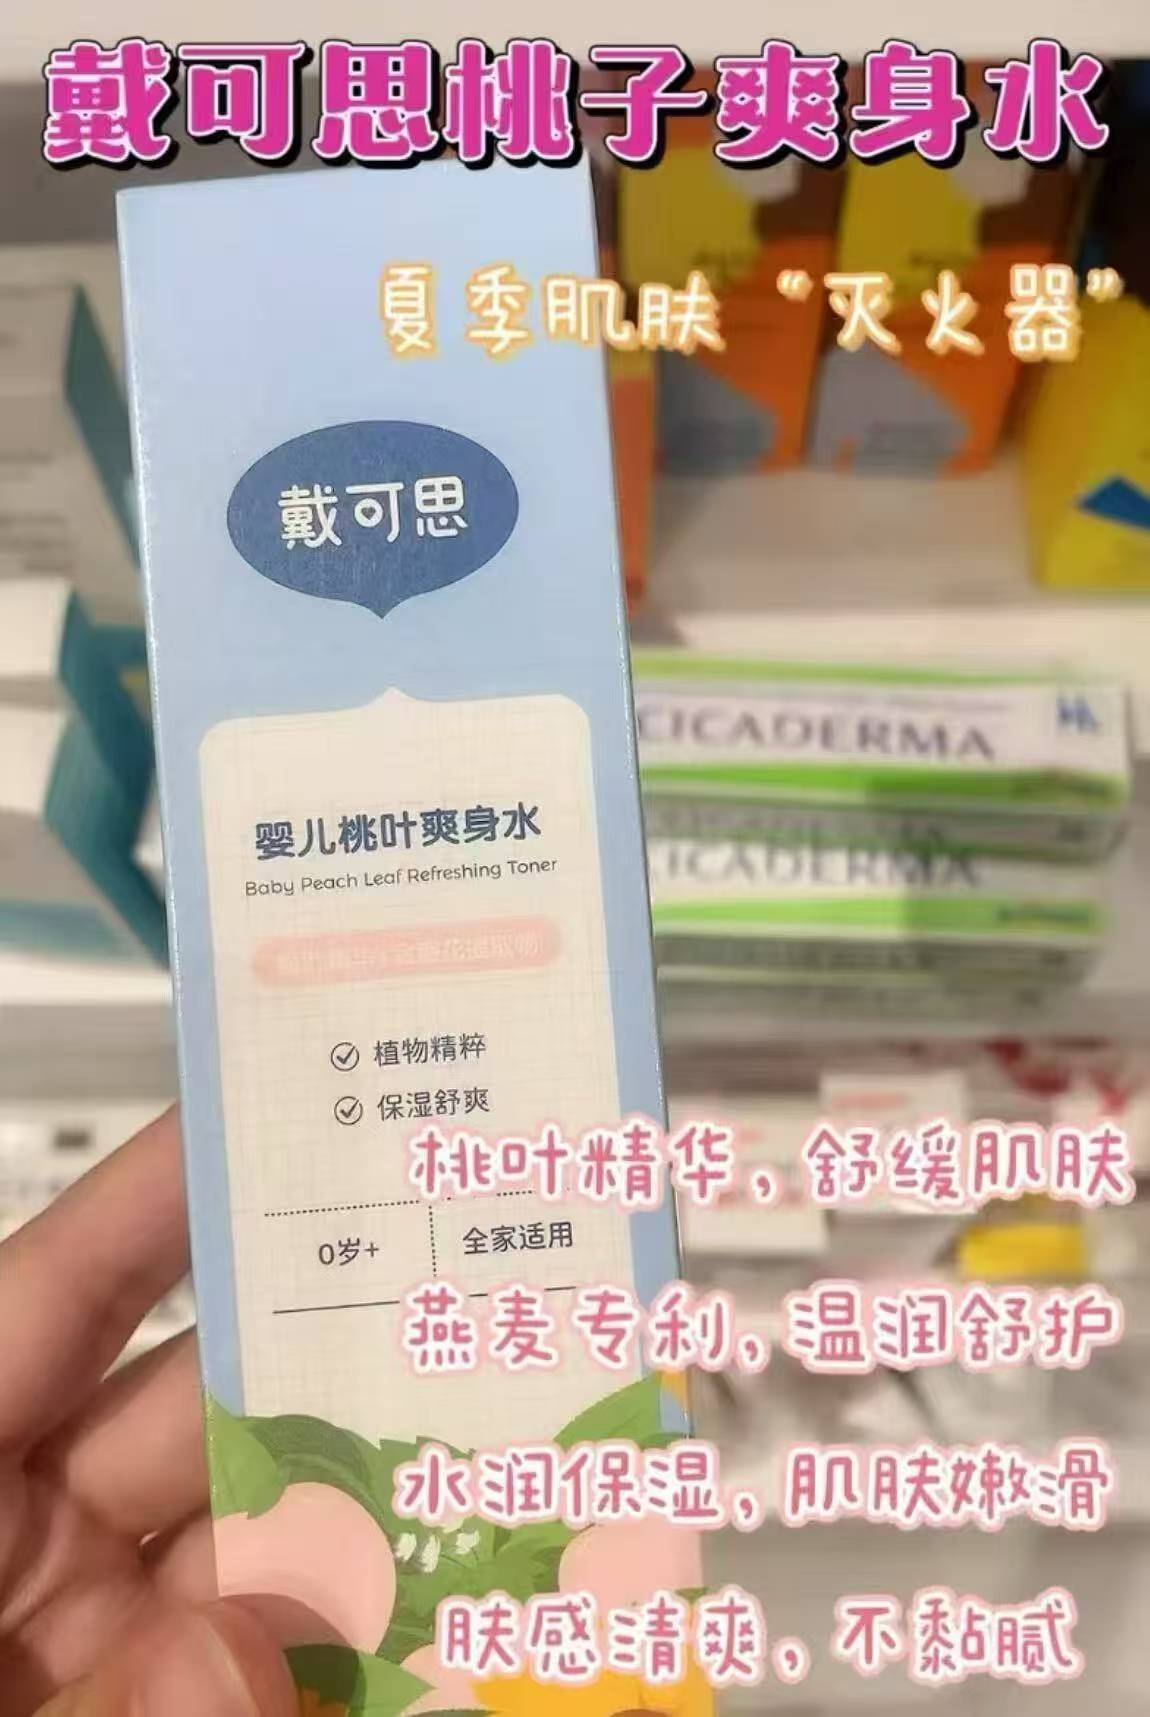 戴可思桃子爽身水
夏季肌肤“灭火器”
戴可思
婴儿桃叶爽身水
Baby Peach Leaf Refreshing Toner
植物精粹
保湿舒爽
0岁+
全家适用
CICADERMA
CICADERMA
桃叶精华，舒缓肌肤
燕麦专利，温润舒护
水润保湿，肌肤嫩滑
肤感清爽，不黏腻